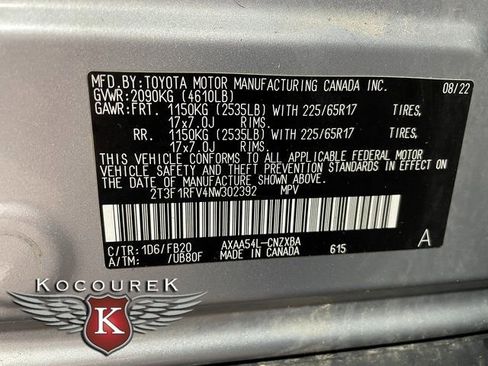 MFD.BY:TOYOTA MOTOR MANUFACTURING CANADA INC. 08/22
GVWR:2090KG (4610LB)
GAWR:FRT. 1150KG (2535LB) WITH 225/65R17 TIRES,
17x7.0J RIMS.
RR. 1150KG (2535LB) WITH 225/65R17 TIRES,
17x7.0J RIMS.
THIS VEHICLE CONFORMS TO ALL APPLICABLE FEDERAL MOTOR
VEHICLE SAFETY AND THEFT PREVENTION STANDARDS IN EFFECT ON
THE DATE OF MANUFACTURE SHOWN ABOVE.
2T3F1RFV4NW302392 MPV
C/TR:1D6/FB20 AXAA54L-CNZXBA A
A/TM: /UB80F MADE IN CANADA 615
KOCOUREK
K